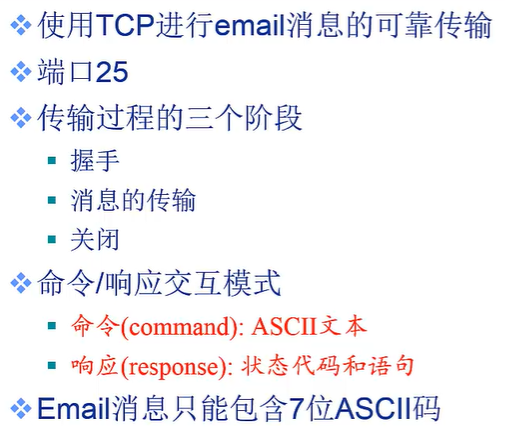 使用TCP进行email消息的可靠传输
端口25
传输过程的三个阶段
握手
消息的传输
关闭
命令/响应交互模式
命令(command): ASCII文本
响应(response): 状态代码和语句
Email消息只能包含7位ASCII码